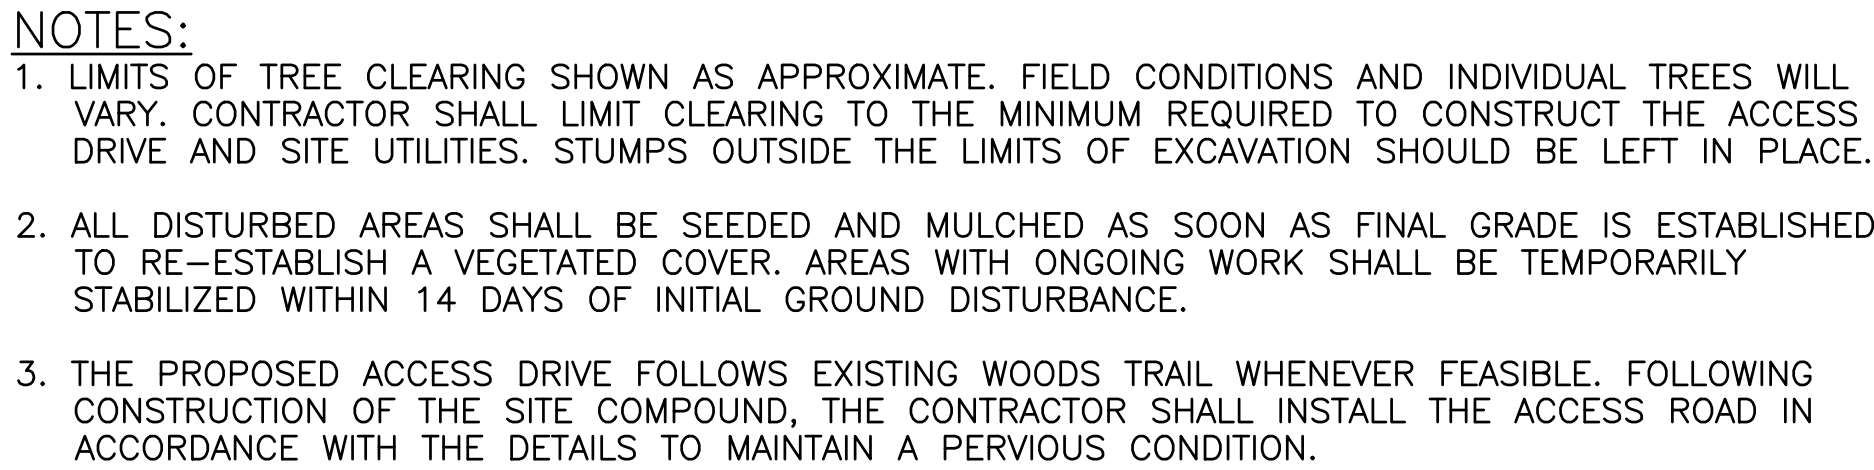 NOTES:
1. LIMITS OF TREE CLEARING SHOWN AS APPROXIMATE. FIELD CONDITIONS AND INDIVIDUAL TREES WILL
VARY. CONTRACTOR SHALL LIMIT CLEARING TO THE MINIMUM REQUIRED TO CONSTRUCT THE ACCESS
DRIVE AND SITE UTILITIES. STUMPS OUTSIDE THE LIMITS OF EXCAVATION SHOULD BE LEFT IN PLACE.
2. ALL DISTURBED AREAS SHALL BE SEEDED AND MULCHED AS SOON AS FINAL GRADE IS ESTABLISHED
TO RE-ESTABLISH A VEGETATED COVER. AREAS WITH ONGOING WORK SHALL BE TEMPORARILY
STABILIZED WITHIN 14 DAYS OF INITIAL GROUND DISTURBANCE.
3. THE PROPOSED ACCESS DRIVE FOLLOWS EXISTING WOODS TRAIL WHENEVER FEASIBLE. FOLLOWING
CONSTRUCTION OF THE SITE COMPOUND, THE CONTRACTOR SHALL INSTALL THE ACCESS ROAD IN
ACCORDANCE WITH THE DETAILS TO MAINTAIN A PERVIOUS CONDITION.